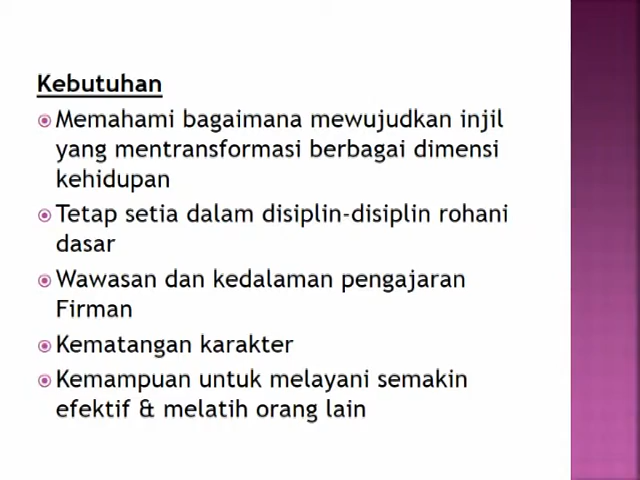 Kebutuhan
Memahami bagaimana mewujudkan injil
yang mentransformasi berbagai dimensi
kehidupan
Tetap setia dalam disiplin-disiplin rohani
dasar
Wawasan dan kedalaman pengajaran
Firman
Kematangan karakter
Kemampuan untuk melayani semakin
efektif & melatih orang lain